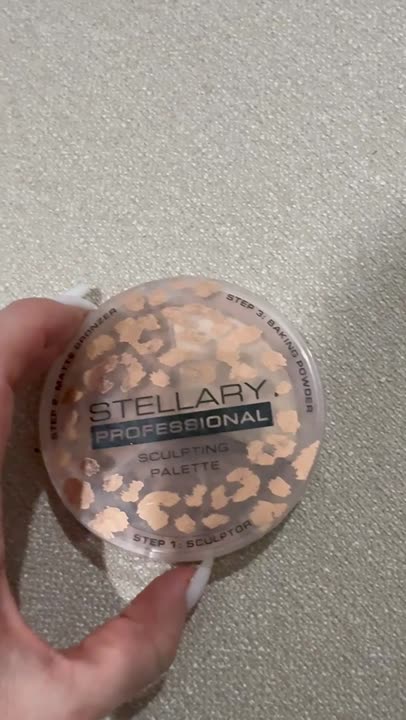 STELLARY
PROFESSIONAL
SCULPTING
PALETTE
STEP 1: SCULPTOR
STEP 2: MATTE BRONZER
STEP 3: BAKING POWDER